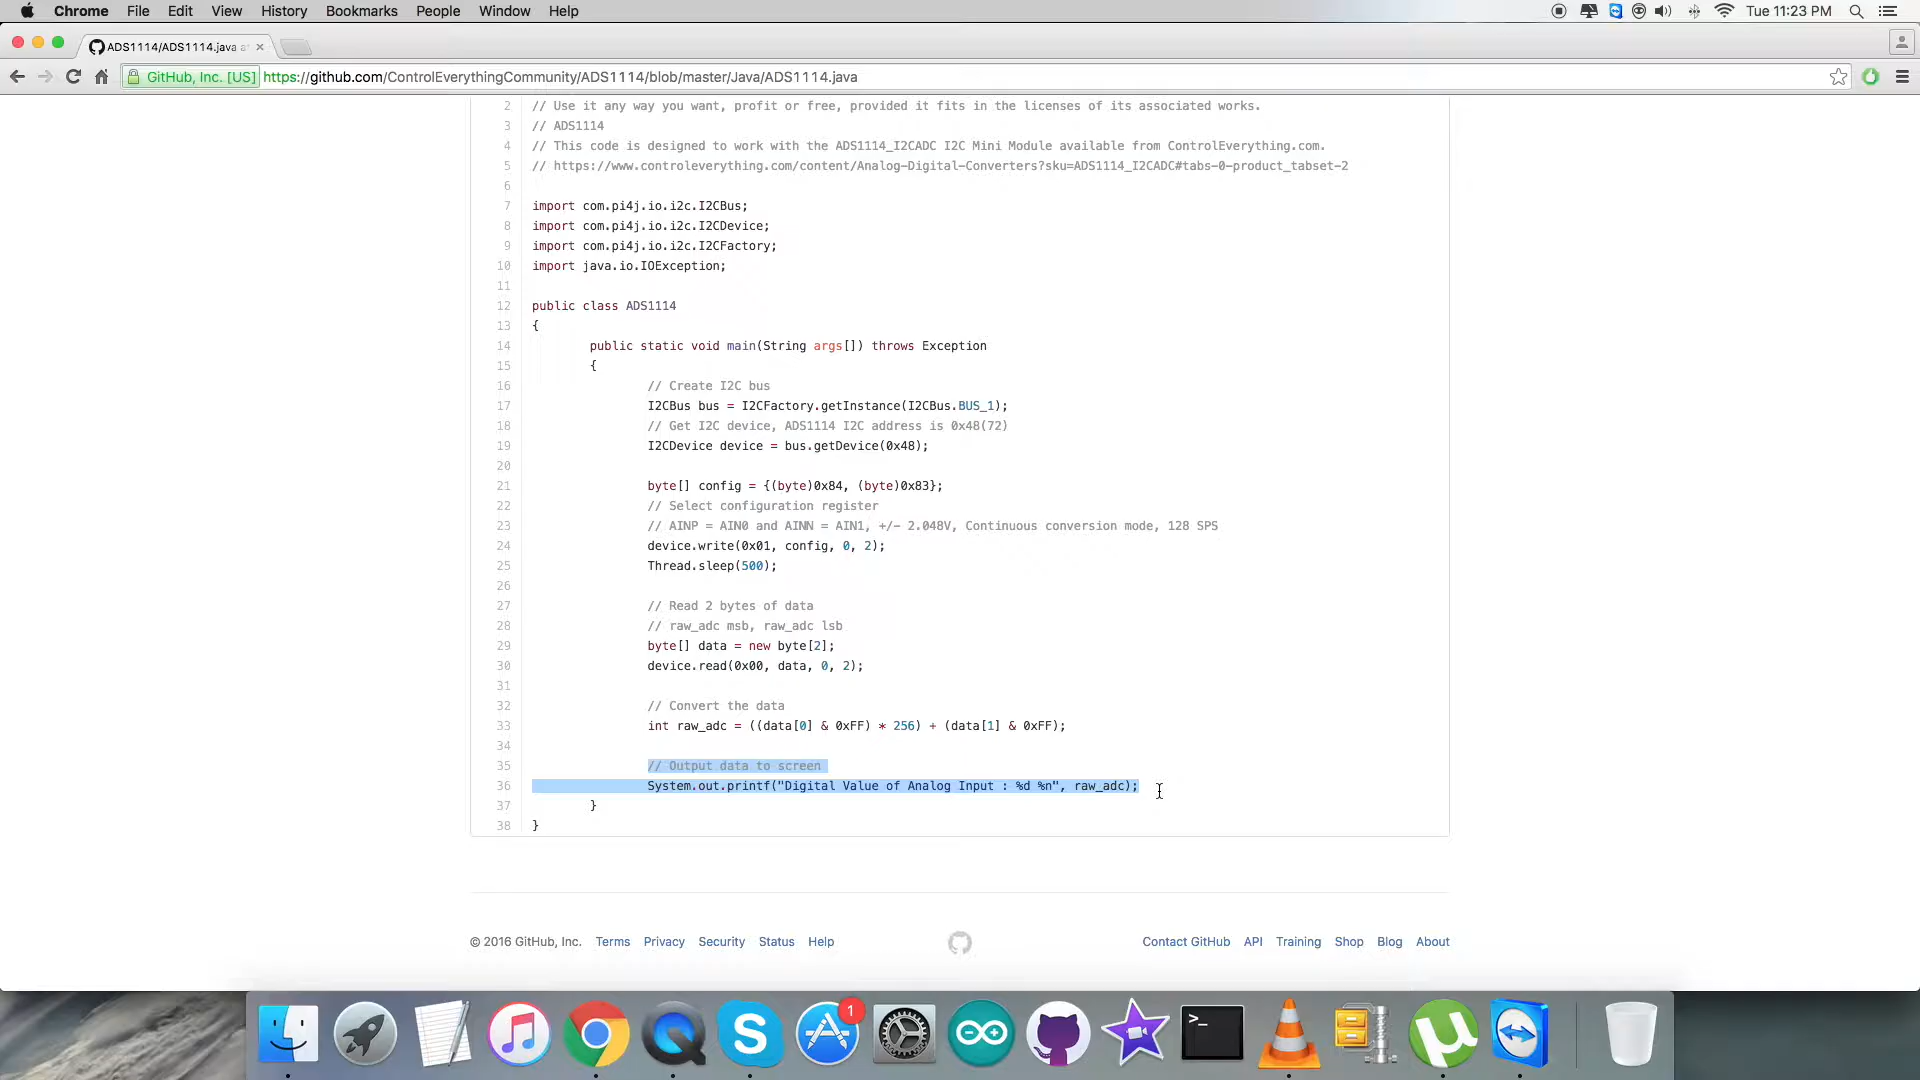 Chrome File Edit View History Bookmarks People Window Help Tue 11:23 PM
ADS1114/ADS1114.java a
GitHub, Inc. [US] https://github.com/ControlEverythingCommunity/ADS1114/blob/master/Java/ADS1114.java
2 // Use it any way you want, profit or free, provided it fits in the licenses of its associated works.
3 // ADS1114
4 // This code is designed to work with the ADS1114_I2CADC I2C Mini Module available from ControlEverything.com.
5 // https://www.controleverything.com/content/Analog-Digital-Converters?sku=ADS1114_I2CADC#tabs-0-product_tabset-2
6
7 import com.pi4j.io.i2c.I2CBus;
8 import com.pi4j.io.i2c.I2CDevice;
9 import com.pi4j.io.i2c.I2CFactory;
10 import java.io.IOException;
11
12 public class ADS1114
13 {
14 public static void main(String args[]) throws Exception
15 {
16 // Create I2C bus
17 I2CBus bus = I2CFactory.getInstance(I2CBus.BUS_1);
18 // Get I2C device, ADS1114 I2C address is 0x48(72)
19 I2CDevice device = bus.getDevice(0x48);
20
21 byte[] config = {(byte)0x84, (byte)0x83};
22 // Select configuration register
23 // AINP = AIN0 and AINN = AIN1, +/- 2.048V, Continuous conversion mode, 128 SPS
24 device.write(0x01, config, 0, 2);
25 Thread.sleep(500);
26
27 // Read 2 bytes of data
28 // raw_adc msb, raw_adc lsb
29 byte[] data = new byte[2];
30 device.read(0x00, data, 0, 2);
31
32 // Convert the data
33 int raw_adc = ((data[0] & 0xFF) * 256) + (data[1] & 0xFF);
34
35 // Output data to screen
36 System.out.printf("Digital Value of Analog Input : %d %n", raw_adc);
37 }
38 }
© 2016 GitHub, Inc. Terms Privacy Security Status Help Contact GitHub API Training Shop Blog About
1